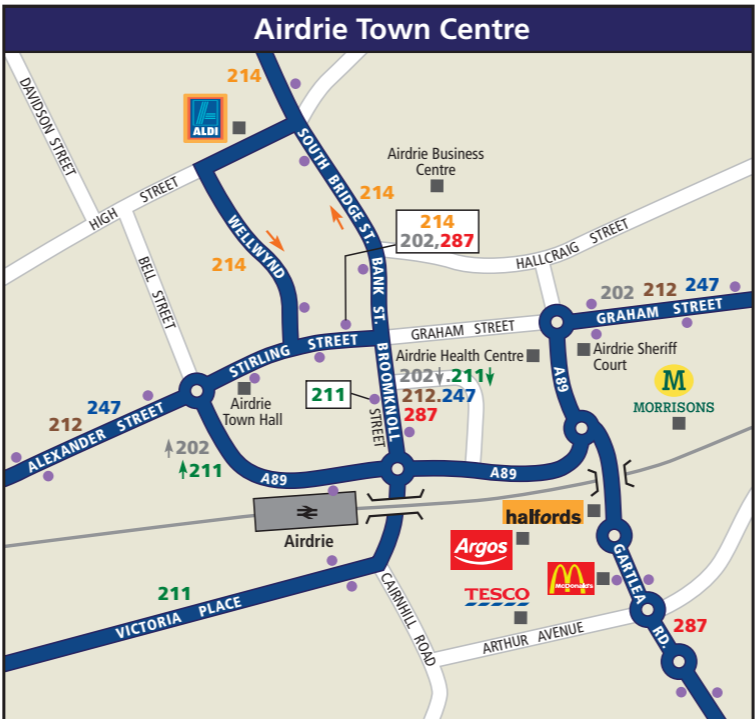 Airdrie Town Centre
DAVIDSON STREET
214
ALDI
HIGH STREET
SOUTH BRIDGE ST.
Airdrie Business
Centre
214
214
202,287
WELLWYND
214
BELL STREET
BANK ST.
HALLCRAIG STREET
202 212 247
GRAHAM STREET
GRAHAM STREET
STIRLING STREET
BROOMKNOLL
STREET
Airdrie Health Centre
Airdrie Sheriff
Court
202↓.211↓
212.247
287
211
A89
M
MORRISONS
Airdrie
Town Hall
212 247
ALEXANDER STREET
↑202
↑211
A89
A89
Airdrie
halfords
Argos
McDonald's
TESCO
GARTLEA
RD.
287
211
VICTORIA PLACE
CAIRNHILL ROAD
ARTHUR AVENUE